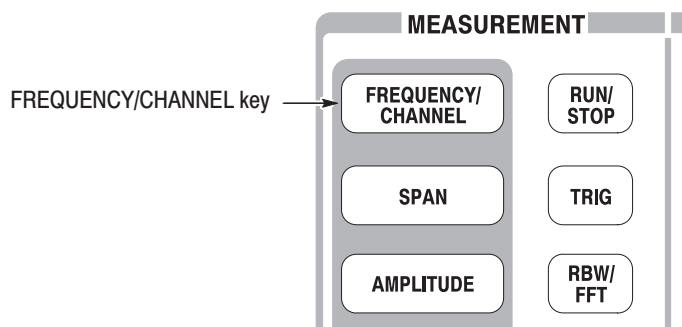 MEASUREMENT
FREQUENCY/CHANNEL key
FREQUENCY/
CHANNEL
RUN/
STOP
SPAN
TRIG
AMPLITUDE
RBW/
FFT